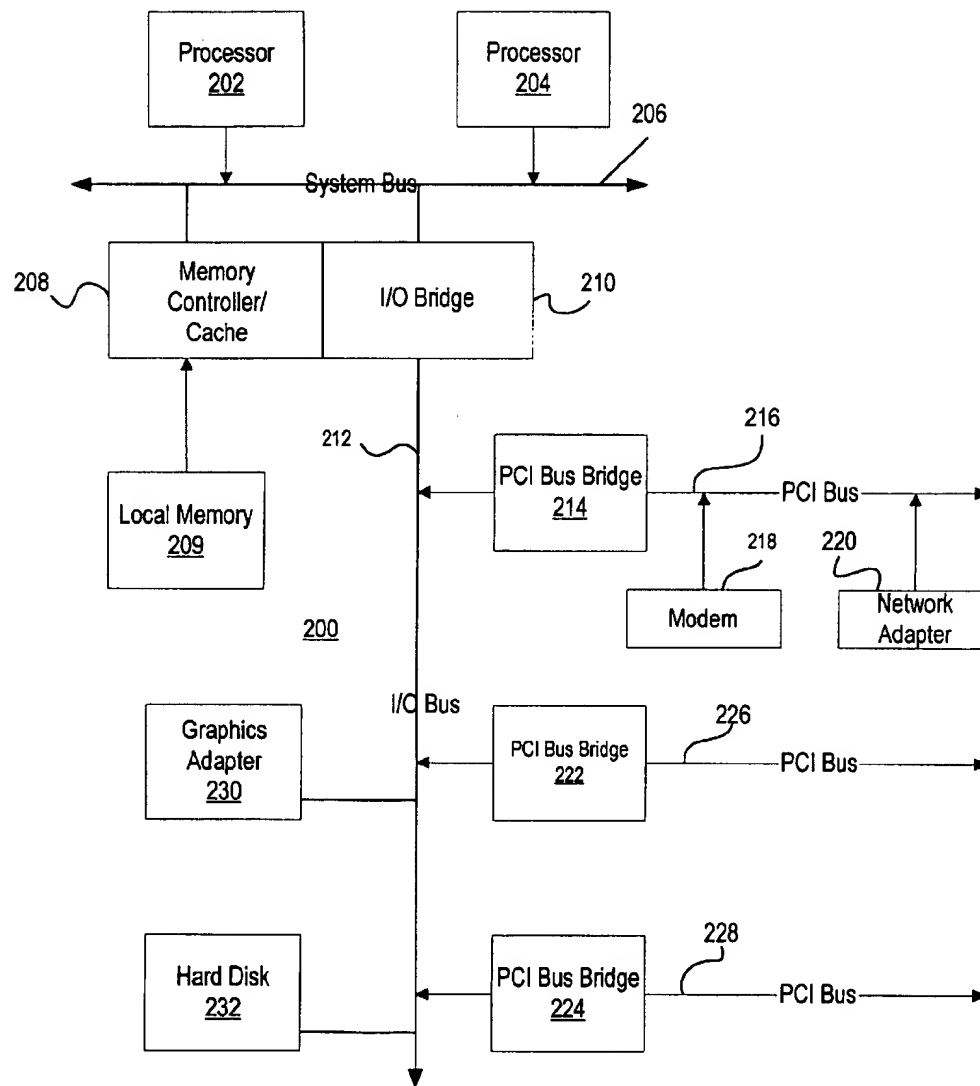 Processor
202
Processor
204
206
System Bus
208
Memory
Controller/
Cache
I/O Bridge
210
212
216
PCI Bus Bridge
214
PCI Bus
Local Memory
209
218
220
Modem
Network
Adapter
200
I/O Bus
Graphics
Adapter
230
PCI Bus Bridge
222
226
PCI Bus
Hard Disk
232
PCI Bus Bridge
224
228
PCI Bus